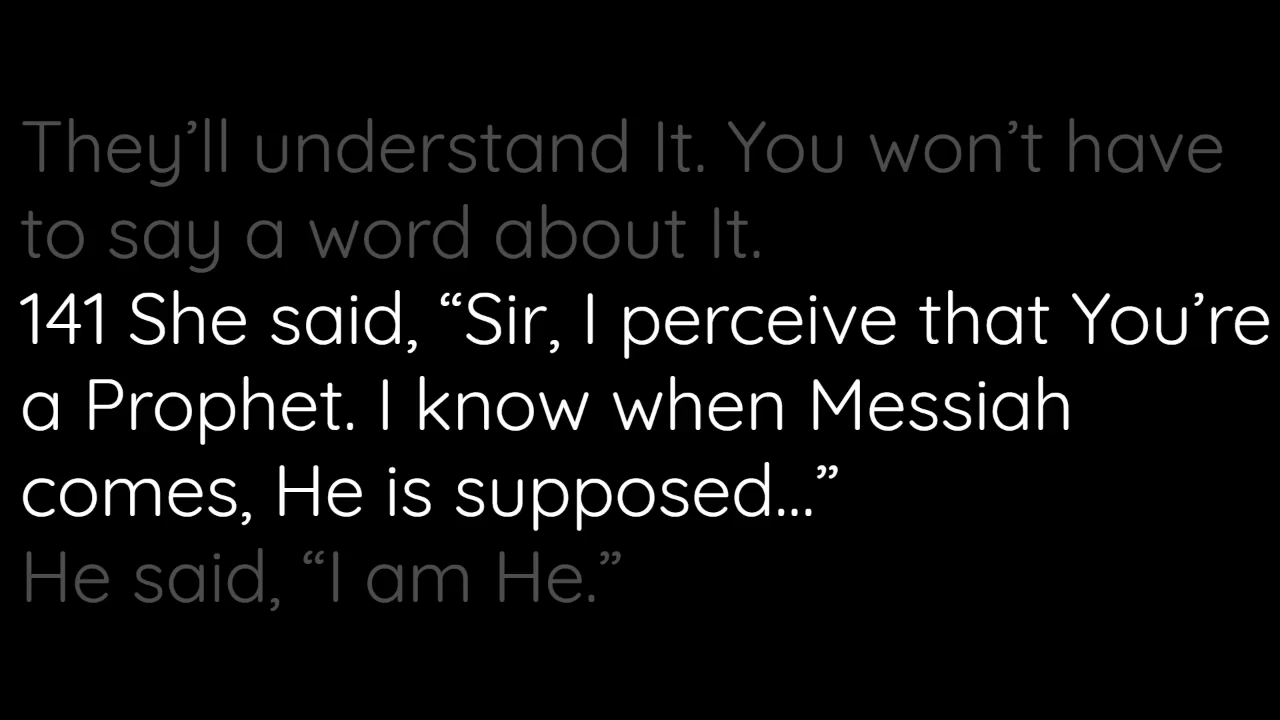 They’ll understand It. You won’t have
to say a word about It.
141 She said, “Sir, I perceive that You’re
a Prophet. I know when Messiah
comes, He is supposed...”
He said, “I am He.”